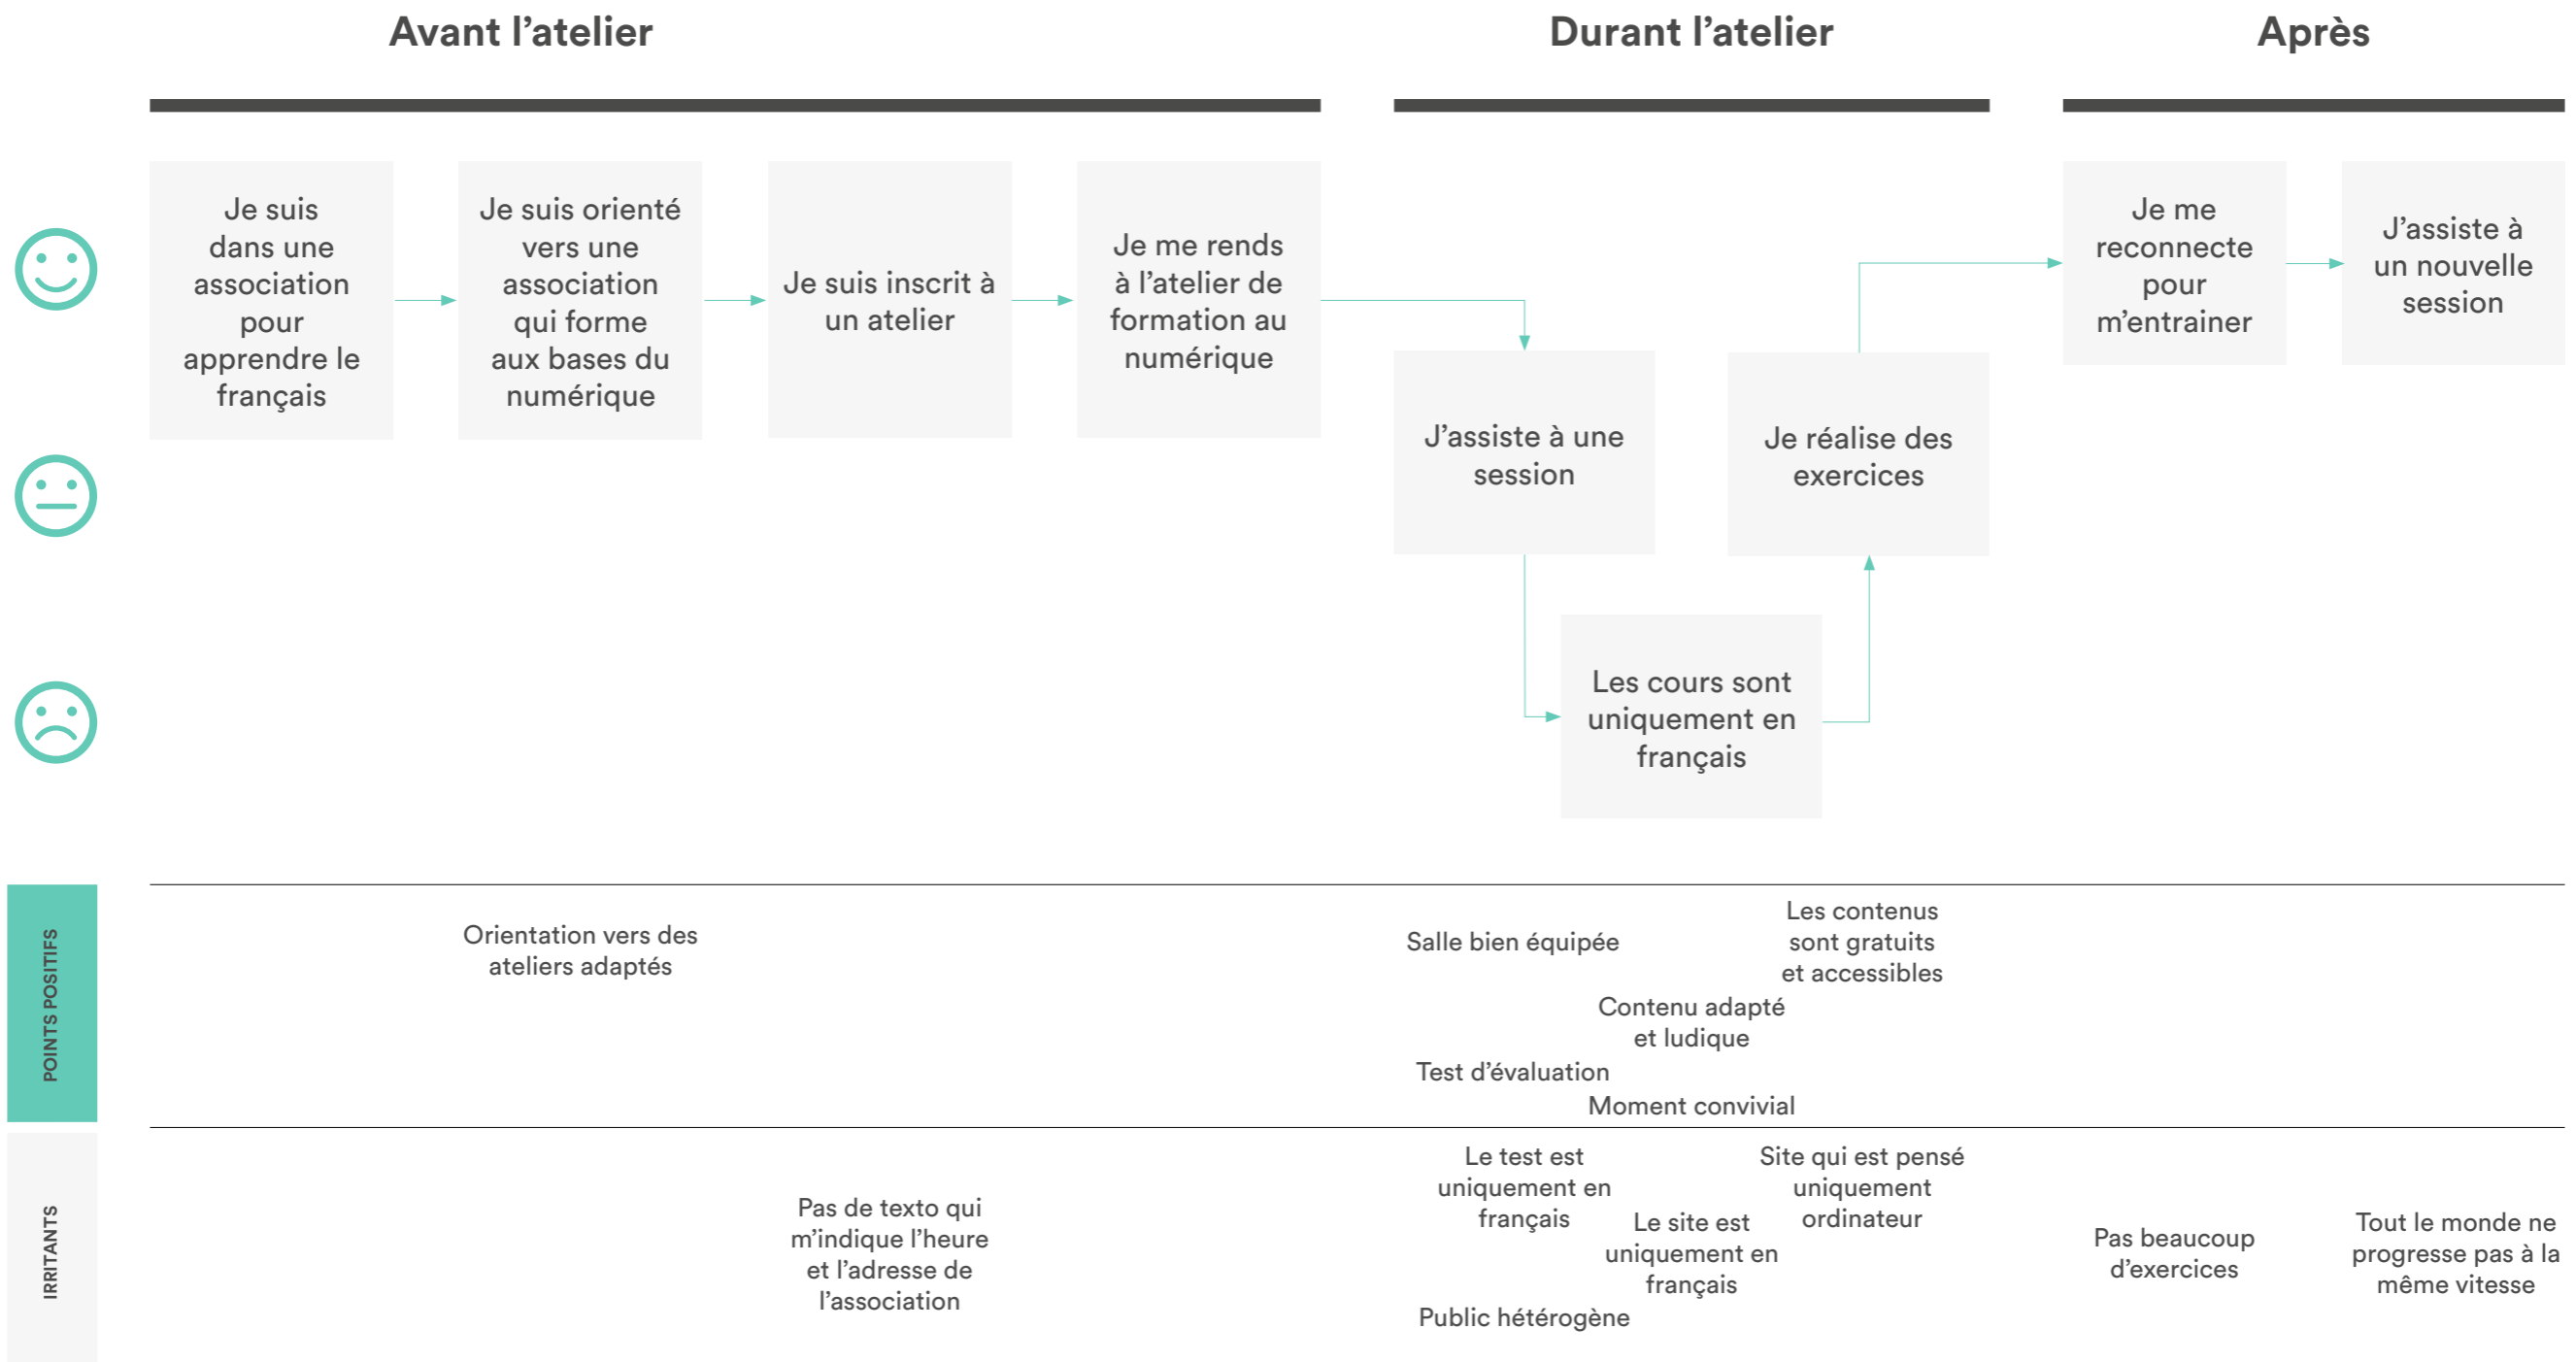 Avant l’atelier
Durant l’atelier
Après
Je suis
dans une
association
pour
apprendre le
français
Je suis orienté
vers une
association
qui forme
aux bases du
numérique
Je suis inscrit à
un atelier
Je me rends
à l’atelier de
formation au
numérique
J’assiste à une
session
Les cours sont
uniquement en
français
Je réalise des
exercices
Je me
reconnecte
pour
m’entrainer
J’assiste à
un nouvelle
session
POINTS POSITIFS
Orientation vers des
ateliers adaptés
Salle bien équipée
Les contenus
sont gratuits
et accessibles
Contenu adapté
et ludique
Test d’évaluation
Moment convivial
IRRITANTS
Pas de texto qui
m’indique l’heure
et l’adresse de
l’association
Le test est
uniquement en
français
Le site est
uniquement en
français
Site qui est pensé
uniquement
ordinateur
Public hétérogène
Pas beaucoup
d’exercices
Tout le monde ne
progresse pas à la
même vitesse